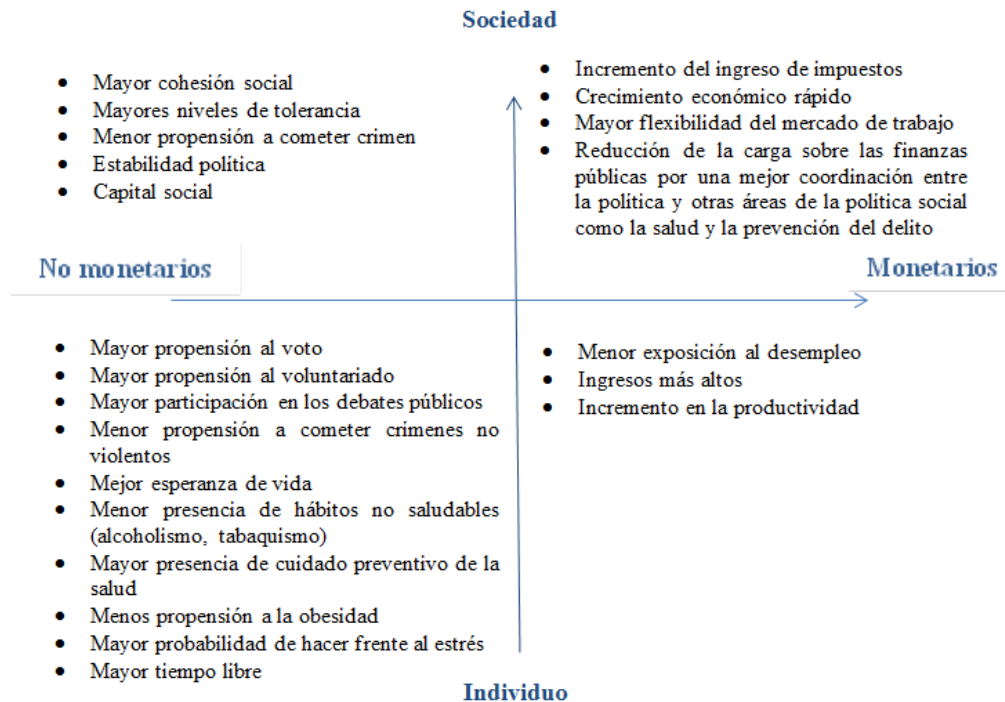 Sociedad
• Mayor cohesión social
• Mayores niveles de tolerancia
• Menor propensión a cometer crimen
• Estabilidad política
• Capital social
• Incremento del ingreso de impuestos
• Crecimiento económico rápido
• Mayor flexibilidad del mercado de trabajo
• Reducción de la carga sobre las finanzas
públicas por una mejor coordinación entre
la política y otras áreas de la política social
como la salud y la prevención del delito
No monetarios
Monetarios
• Mayor propensión al voto
• Mayor propensión al voluntariado
• Mayor participación en los debates públicos
• Menor propensión a cometer crímenes no
violentos
• Mejor esperanza de vida
• Menor presencia de hábitos no saludables
(alcoholismo, tabaquismo)
• Mayor presencia de cuidado preventivo de la
salud
• Menos propensión a la obesidad
• Mayor probabilidad de hacer frente al estrés
• Mayor tiempo libre
• Menor exposición al desempleo
• Ingresos más altos
• Incremento en la productividad
Individuo